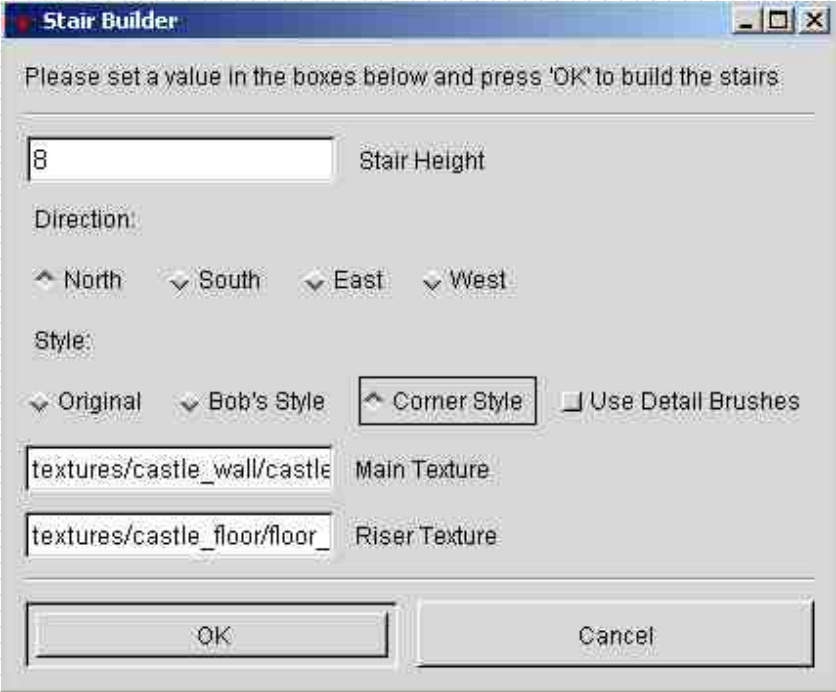 Stair Builder
Please set a value in the boxes below and press 'OK' to build the stairs
8 Stair Height
Direction:
North South East West
Style:
Original Bob's Style Corner Style Use Detail Brushes
textures/castle_wall/castle Main Texture
textures/castle_floor/floor_ Riser Texture
OK Cancel